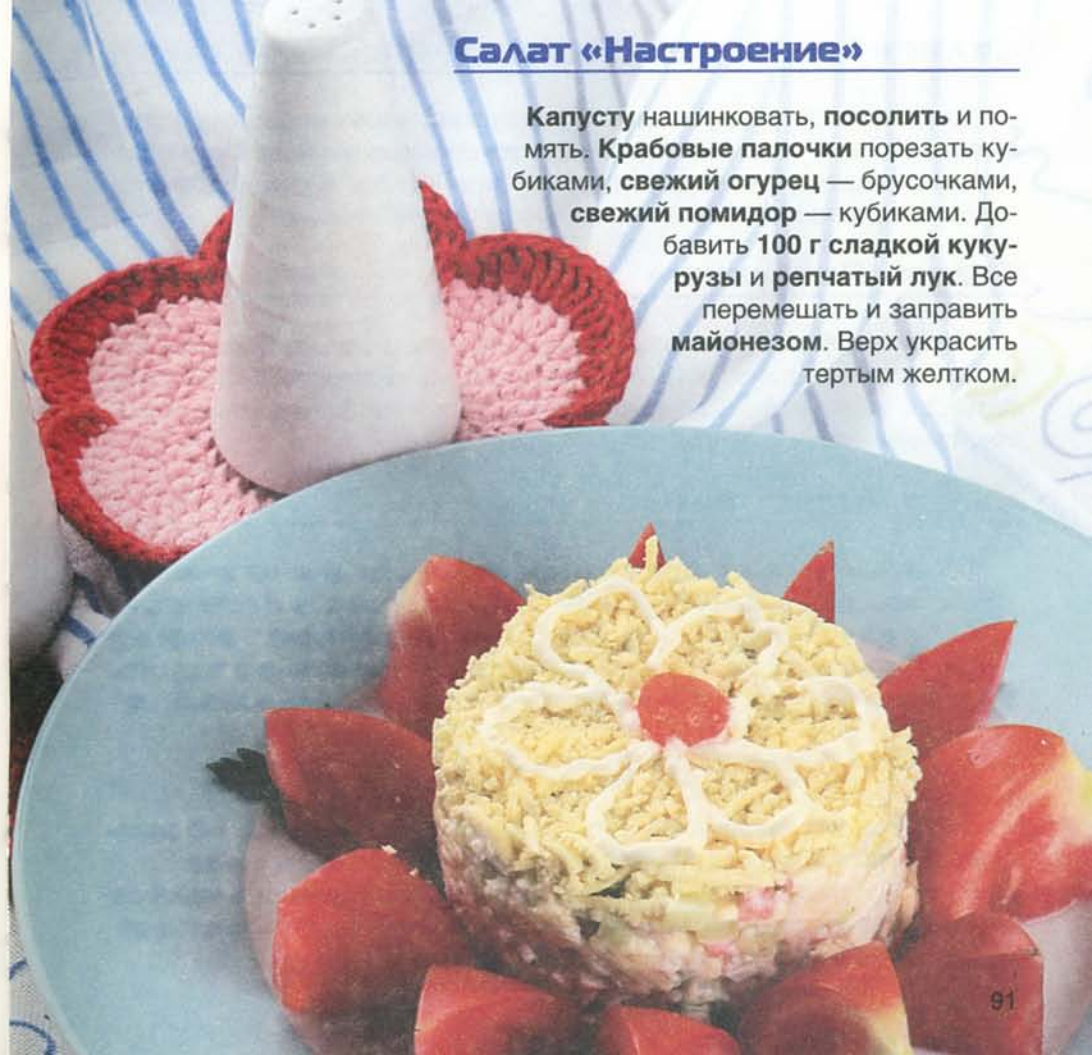 Салат «Настроение»
Капусту нашинковать, посолить и по-
мять. Крабовые палочки порезать ку-
биками, свежий огурец — брусочками,
свежий помидор — кубиками. До-
бавить 100 г сладкой куку-
рузы и репчатый лук. Все
перемешать и заправить
майонезом. Верх украсить
тертым желтком.
91